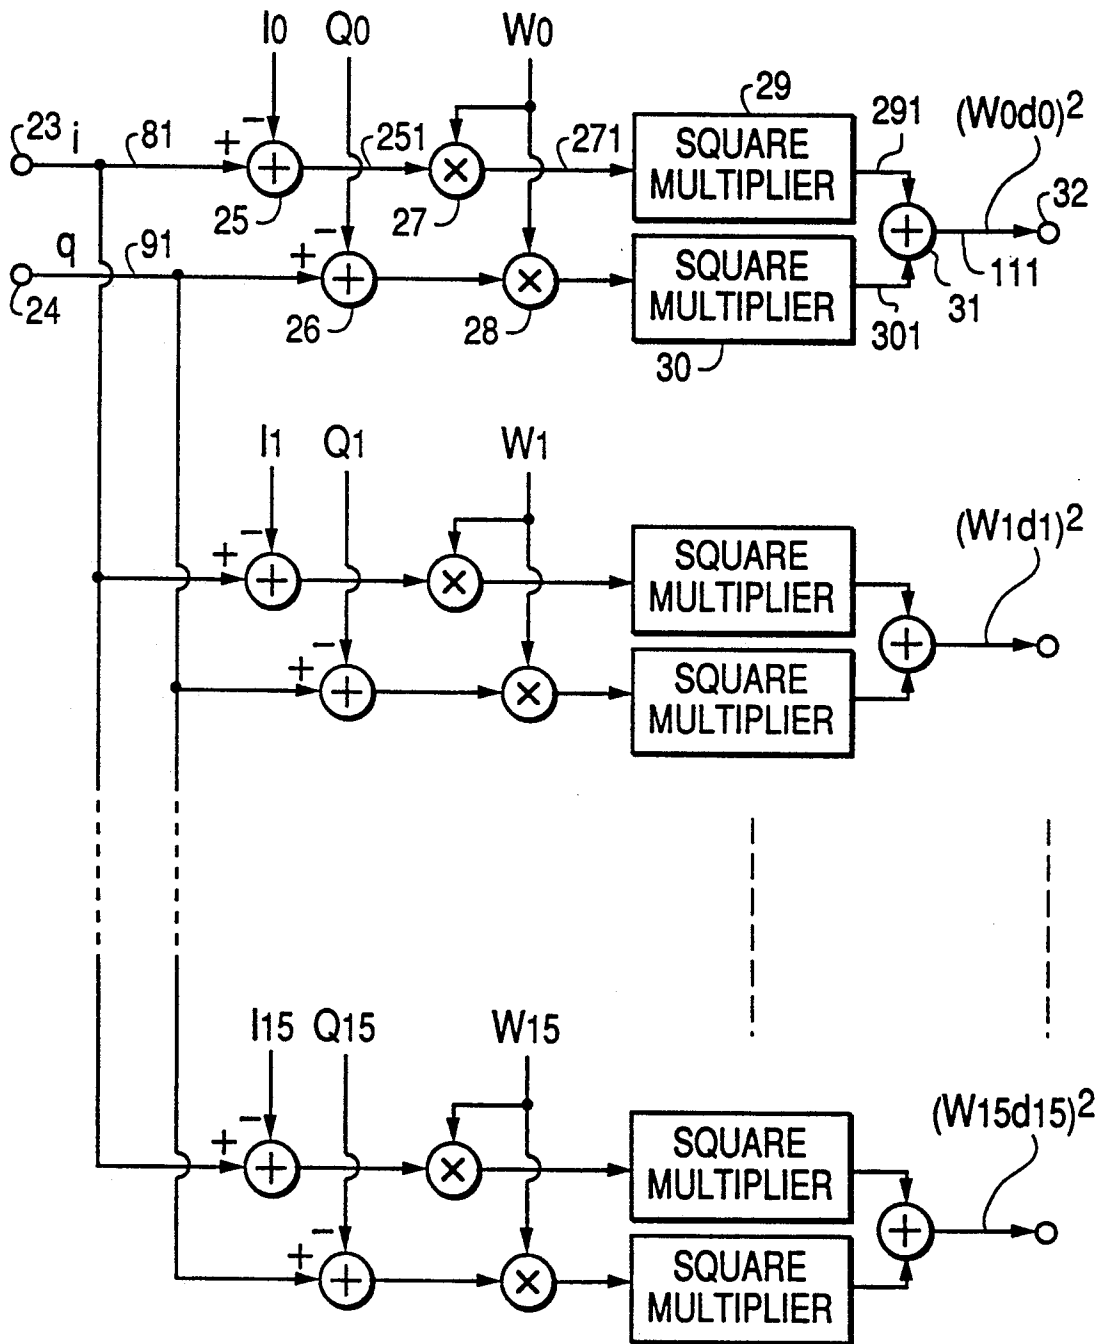 I0 Q0 W0
23 i 81 + − 251 271 29 291 (W0d0)2
SQUARE
MULTIPLIER
25 27 32
q 91 + − 31 111
24 26 28 30 301
SQUARE
MULTIPLIER
I1 Q1 W1
+ − (W1d1)2
SQUARE
MULTIPLIER
+ −
SQUARE
MULTIPLIER
I15 Q15 W15
+ − (W15d15)2
SQUARE
MULTIPLIER
+ −
SQUARE
MULTIPLIER